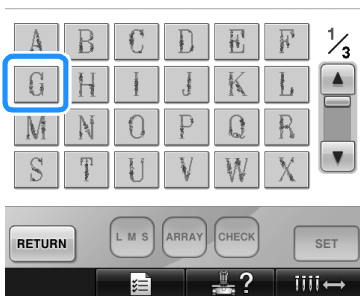 A B C D E F 1/3
G H I J K L
M N O P Q R
S T U V W X
RETURN L M S ARRAY CHECK SET
?